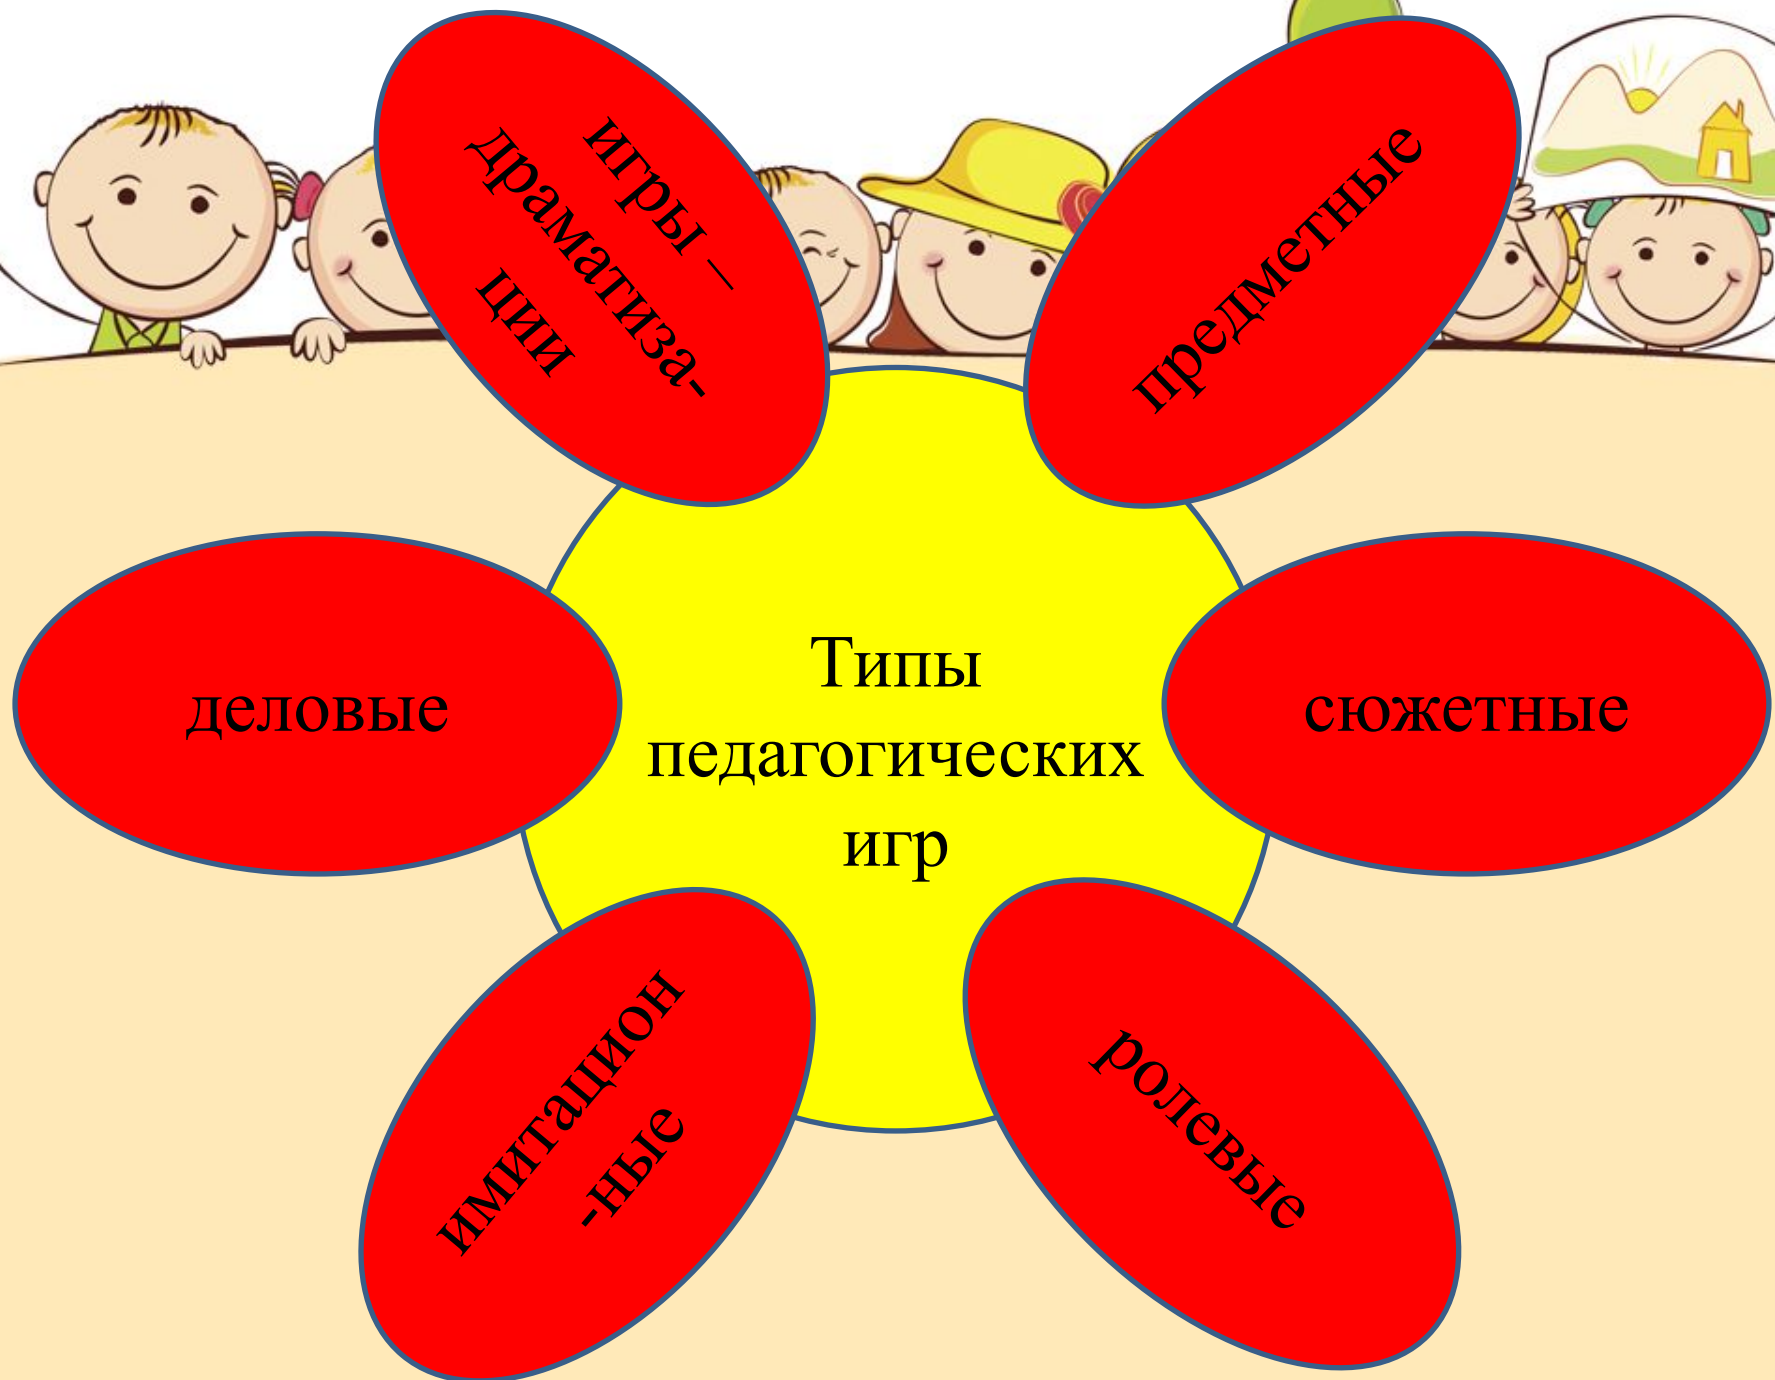 игры –
драматиза-
ции
предметные
деловые
Типы
педагогических
игр
сюжетные
имитацион
-ные
ролевые